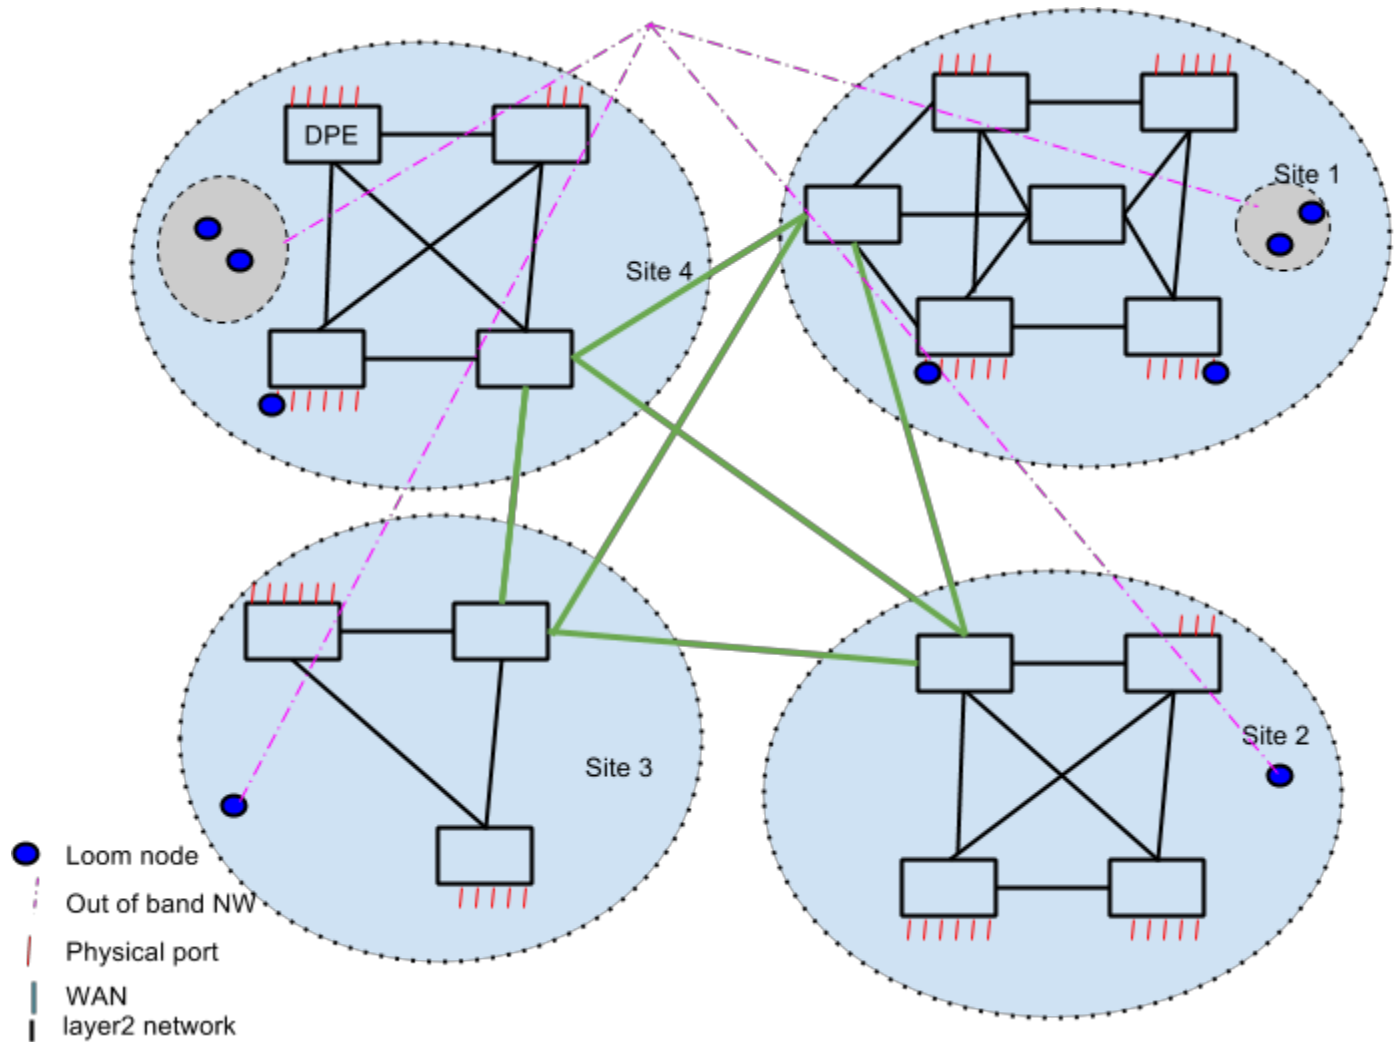 DPE
Site 1
Site 4
Site 2
Site 3
Loom node
Out of band NW
Physical port
WAN
layer2 network